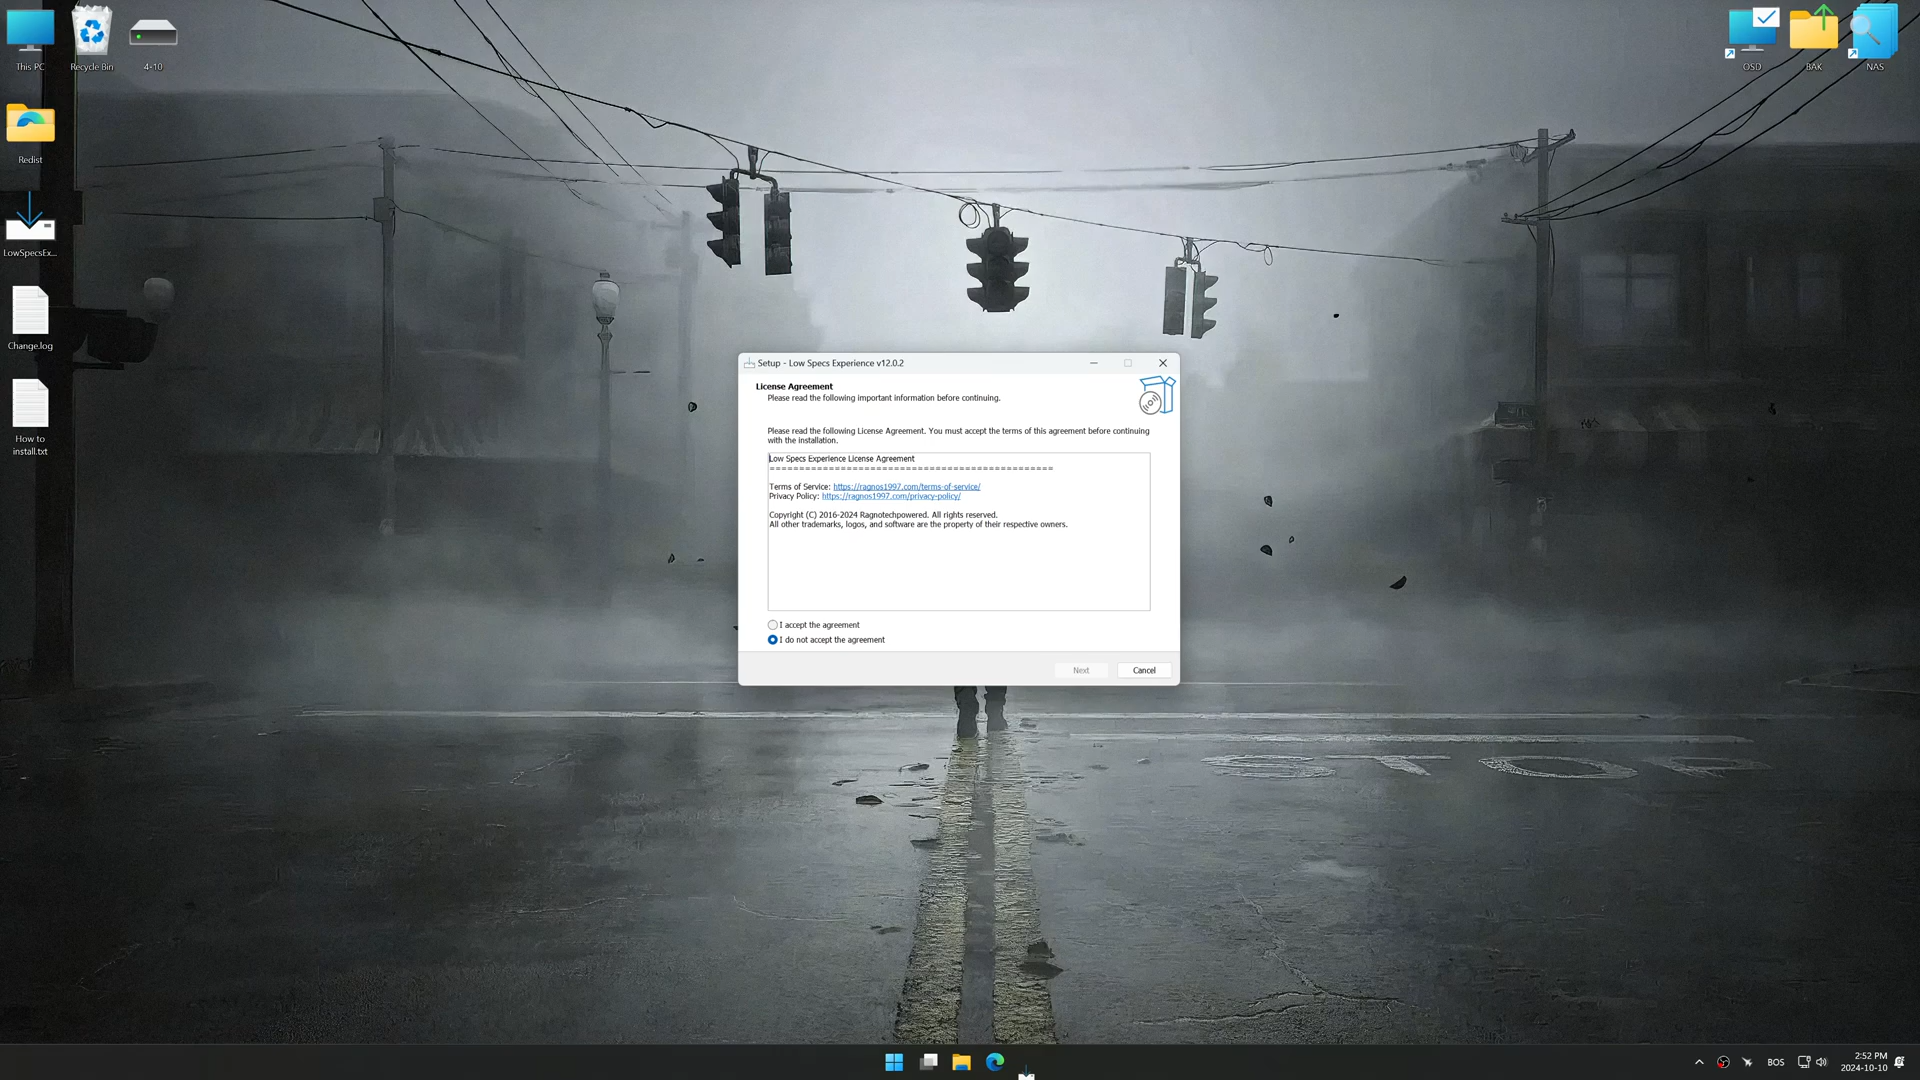 This PC
Recycle Bin
4-10
OSD
BAK
NAS
Redist
LowSpecsEx...
Change.log
How to
install.txt
Setup - Low Specs Experience v12.0.2
License Agreement
Please read the following important information before continuing.
Please read the following License Agreement. You must accept the terms of this agreement before continuing
with the installation.
Low Specs Experience License Agreement
================================================
Terms of Service: https://ragnos1997.com/terms-of-service/
Privacy Policy: https://ragnos1997.com/privacy-policy/
Copyright (C) 2016-2024 Ragnotechpowered. All rights reserved.
All other trademarks, logos, and software are the property of their respective owners.
I accept the agreement
I do not accept the agreement
Next
Cancel
STOP
BOS
2:52 PM
2024-10-10